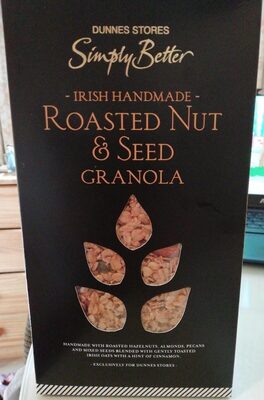 DUNNES STORES
Simply Better
- IRISH HANDMADE -
ROASTED NUT
& SEED
GRANOLA
HANDMADE WITH ROASTED HAZELNUTS, ALMONDS, PECANS
AND MIXED SEEDS BLENDED WITH GENTLY TOASTED
IRISH OATS WITH A HINT OF CINNAMON.
- EXCLUSIVELY FOR DUNNES STORES -